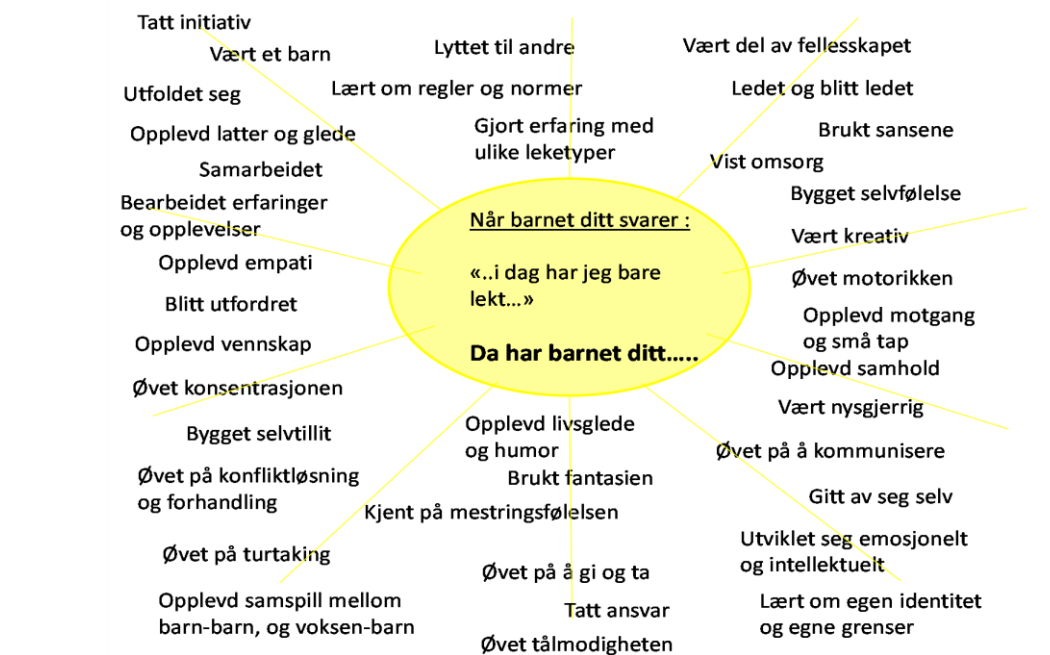 Tatt initiativ
Vært et barn
Utfoldet seg
Opplevd latter og glede
Samarbeidet
Bearbeidet erfaringer
og opplevelser
Opplevd empati
Blitt utfordret
Opplevd vennskap
Øvet konsentrasjonen
Bygget selvtillit
Øvet på konfliktløsning
og forhandling
Øvet på turtaking
Opplevd samspill mellom
barn-barn, og voksen-barn
Lyttet til andre
Lært om regler og normer
Gjort erfaring med
ulike leketyper
Når barnet ditt svarer :
«..i dag har jeg bare
lekt...»
Da har barnet ditt.....
Opplevd livsglede
og humor
Brukt fantasien
Kjent på mestringsfølelsen
Øvet på å gi og ta
Tatt ansvar
Øvet tålmodigheten
Vært del av fellesskapet
Ledet og blitt ledet
Brukt sansene
Vist omsorg
Bygget selvfølelse
Vært kreativ
Øvet motorikken
Opplevd motgang
og små tap
Opplevd samhold
Vært nysgjerrig
Øvet på å kommunisere
Gitt av seg selv
Utviklet seg emosjonelt
og intellektuelt
Lært om egen identitet
og egne grenser